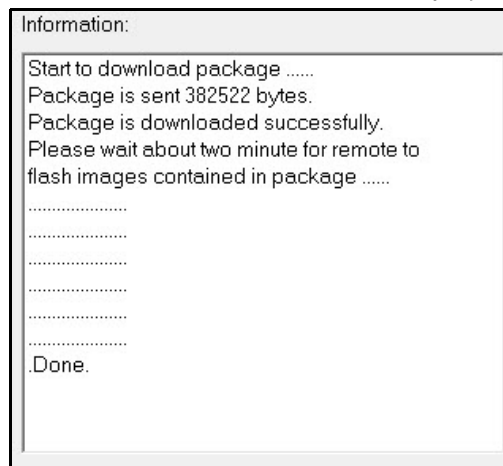 Information:
Start to download package ......
Package is sent 382522 bytes.
Package is downloaded successfully.
Please wait about two minute for remote to
flash images contained in package ......
....................
....................
....................
....................
....................
....................
.Done.